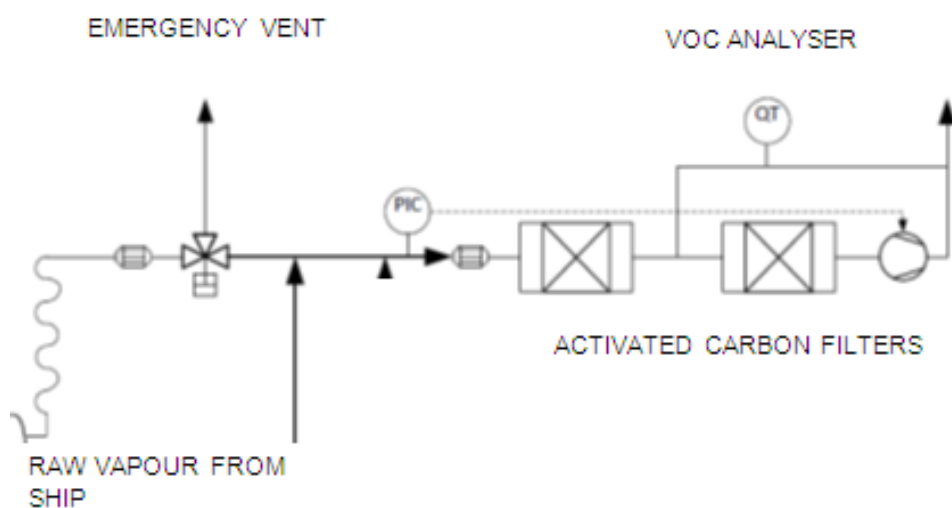 EMERGENCY VENT
VOC ANALYSER
QT
PIC
ACTIVATED CARBON FILTERS
RAW VAPOUR FROM
SHIP